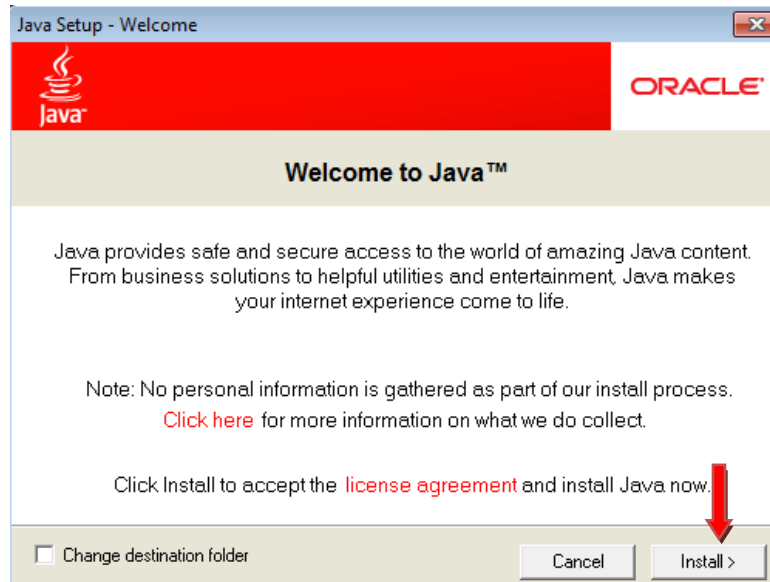 Java Setup - Welcome
Java™
ORACLE®
Welcome to Java™
Java provides safe and secure access to the world of amazing Java content.
From business solutions to helpful utilities and entertainment, Java makes
your internet experience come to life.
Note: No personal information is gathered as part of our install process.
Click here for more information on what we do collect.
Click Install to accept the license agreement and install Java now.
Change destination folder
Cancel
Install >